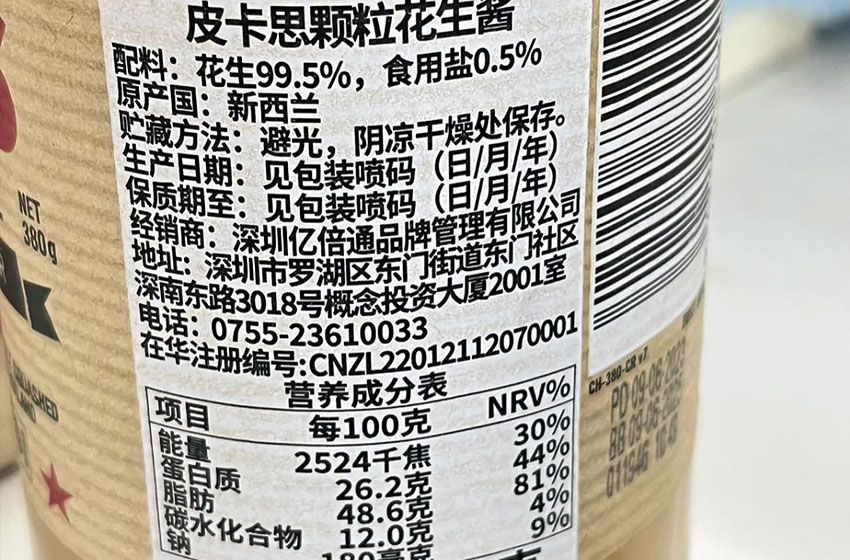 皮卡思颗粒花生酱
配料：花生99.5%，食用盐0.5%
原产国：新西兰
贮藏方法：避光，阴凉干燥处保存。
生产日期：见包装喷码（日/月/年）
保质期至：见包装喷码（日/月/年）
经销商：深圳亿倍通品牌管理有限公司
地址：深圳市罗湖区东门街道东门社区
深南东路3018号概念投资大厦2001室
电话：0755-23610033
在华注册编号:CNZL22012112070001
营养成分表
项目 每100克 NRV%
能量 2524千焦 30%
蛋白质 26.2克 44%
脂肪 48.6克 81%
碳水化合物 12.0克 4%
钠 180毫克 9%
NET
380g
CH-380-CR v7